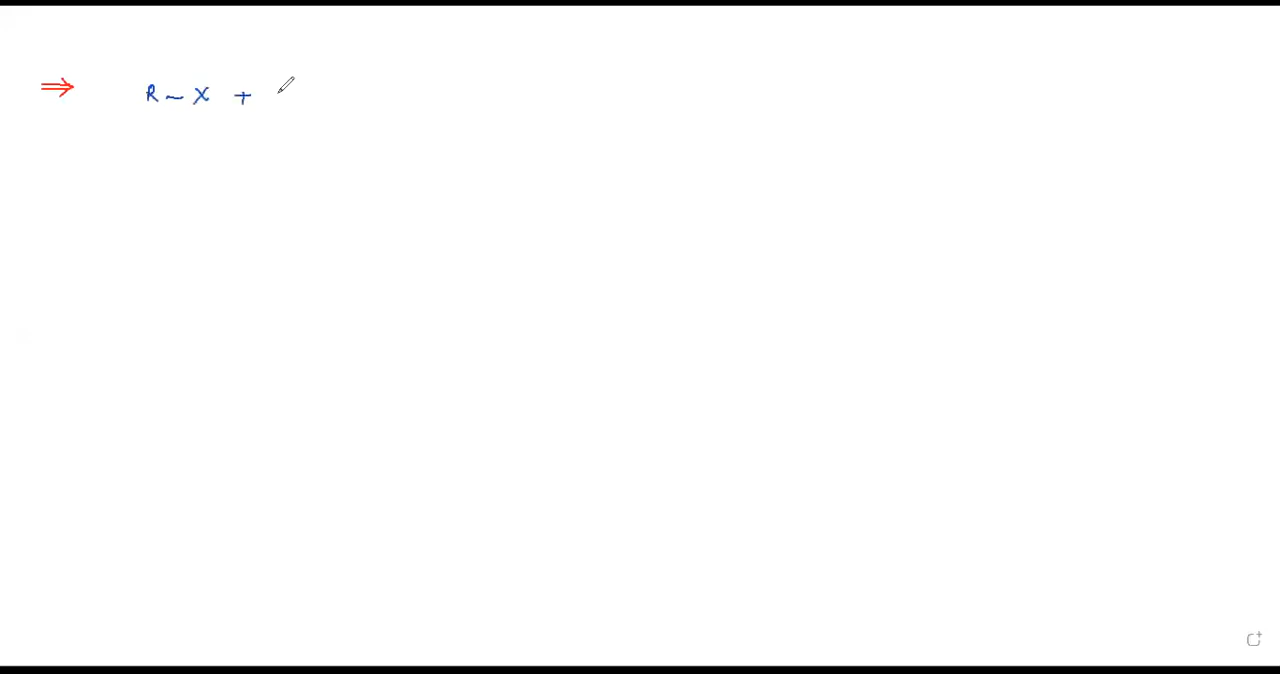 ⇒ R – X +